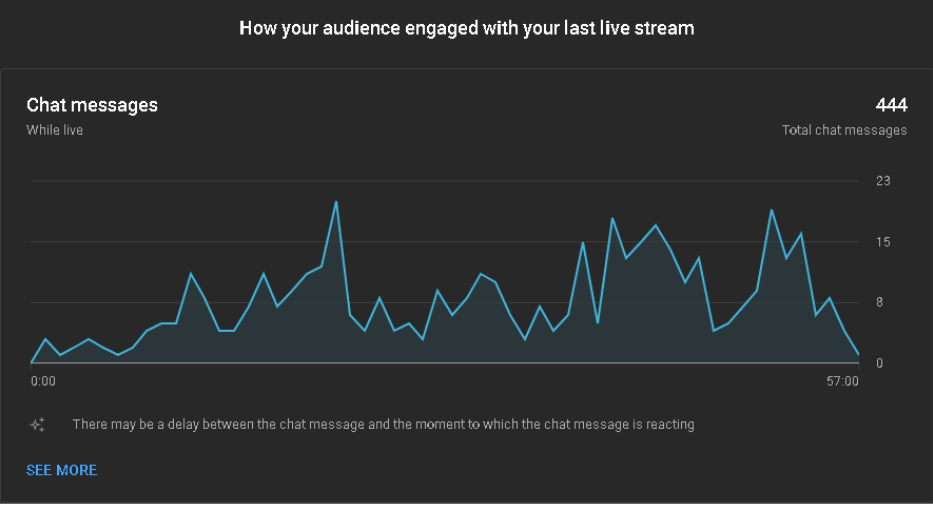 How your audience engaged with your last live stream
Chat messages
444
While live
Total chat messages
23
15
8
0
0:00
57:00
There may be a delay between the chat message and the moment to which the chat message is reacting
SEE MORE